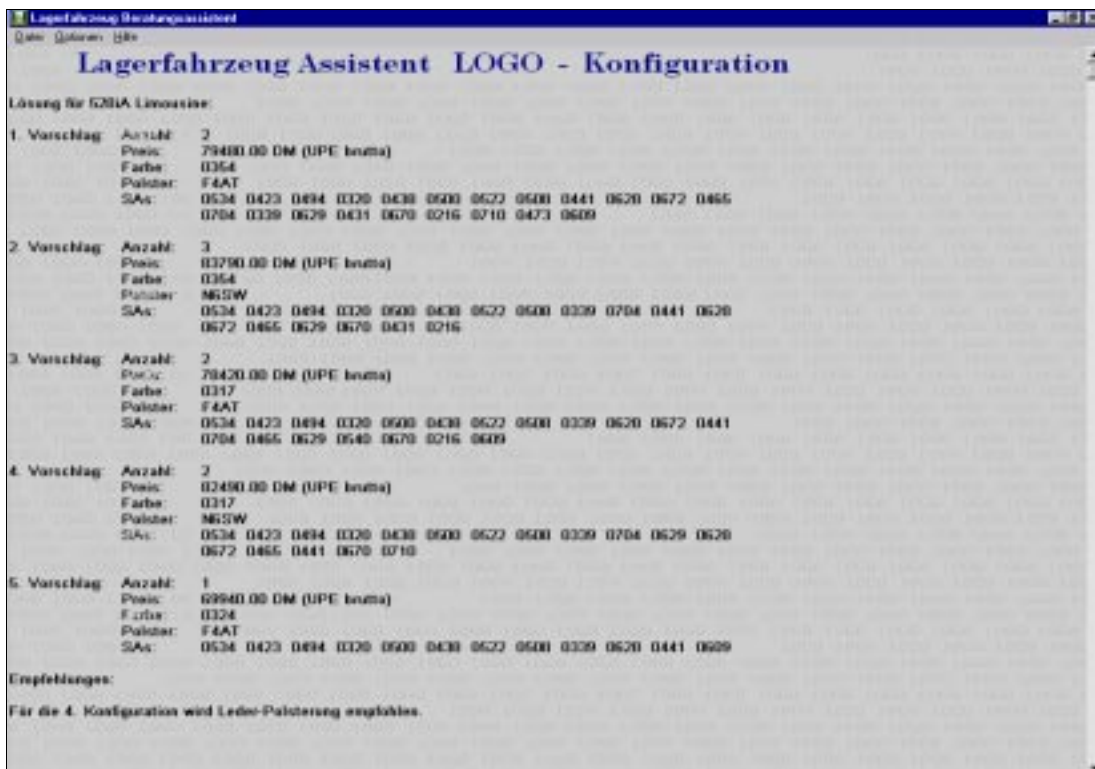 Lagerfahrzeug Beratungsassistent
Datei Optionen Hilfe
Lagerfahrzeug Assistent LOGO - Konfiguration
Lösung für 528iA Limousine:
1. Vorschlag: Anzahl: 2
Preis: 79480.00 DM (UPE brutto)
Farbe: 0354
Polster: F4AT
SAs: 0534 0423 0494 0320 0438 0500 0522 0508 0441 0628 0672 0465
0704 0339 0629 0431 0670 0216 0710 0473 0609
2. Vorschlag: Anzahl: 3
Preis: 83790.00 DM (UPE brutto)
Farbe: 0354
Polster: N6SW
SAs: 0534 0423 0494 0320 0500 0438 0522 0508 0339 0704 0441 0628
0672 0465 0629 0670 0431 0216
3. Vorschlag: Anzahl: 2
Preis: 78420.00 DM (UPE brutto)
Farbe: 0317
Polster: F4AT
SAs: 0534 0423 0494 0320 0500 0438 0522 0508 0339 0628 0672 0441
0704 0465 0629 0540 0670 0216 0609
4. Vorschlag: Anzahl: 2
Preis: 82490.00 DM (UPE brutto)
Farbe: 0317
Polster: N6SW
SAs: 0534 0423 0494 0320 0438 0500 0522 0508 0339 0704 0629 0628
0672 0465 0441 0670 0710
5. Vorschlag: Anzahl: 1
Preis: 69940.00 DM (UPE brutto)
Farbe: 0324
Polster: F4AT
SAs: 0534 0423 0494 0320 0500 0438 0522 0508 0339 0628 0441 0609
Empfehlungen:
Für die 4. Konfiguration wird Leder-Polsterung empfohlen.